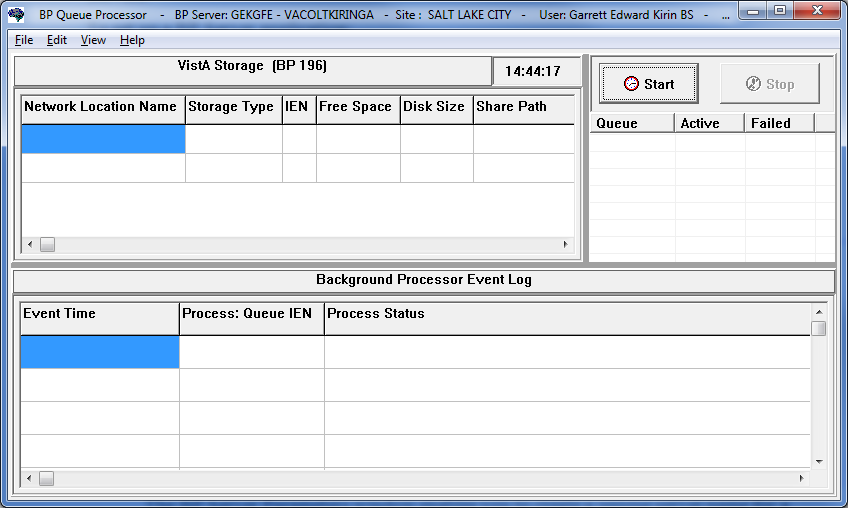 BP Queue Processor - BP Server: GEKGFE - VACOLTKIRINGA - Site : SALT LAKE CITY - User: Garrett Edward Kirin BS - ...
File Edit View Help
VistA Storage (BP 196) 14:44:17
Start Stop
Network Location Name Storage Type IEN Free Space Disk Size Share Path
Queue Active Failed
Background Processor Event Log
Event Time Process: Queue IEN Process Status